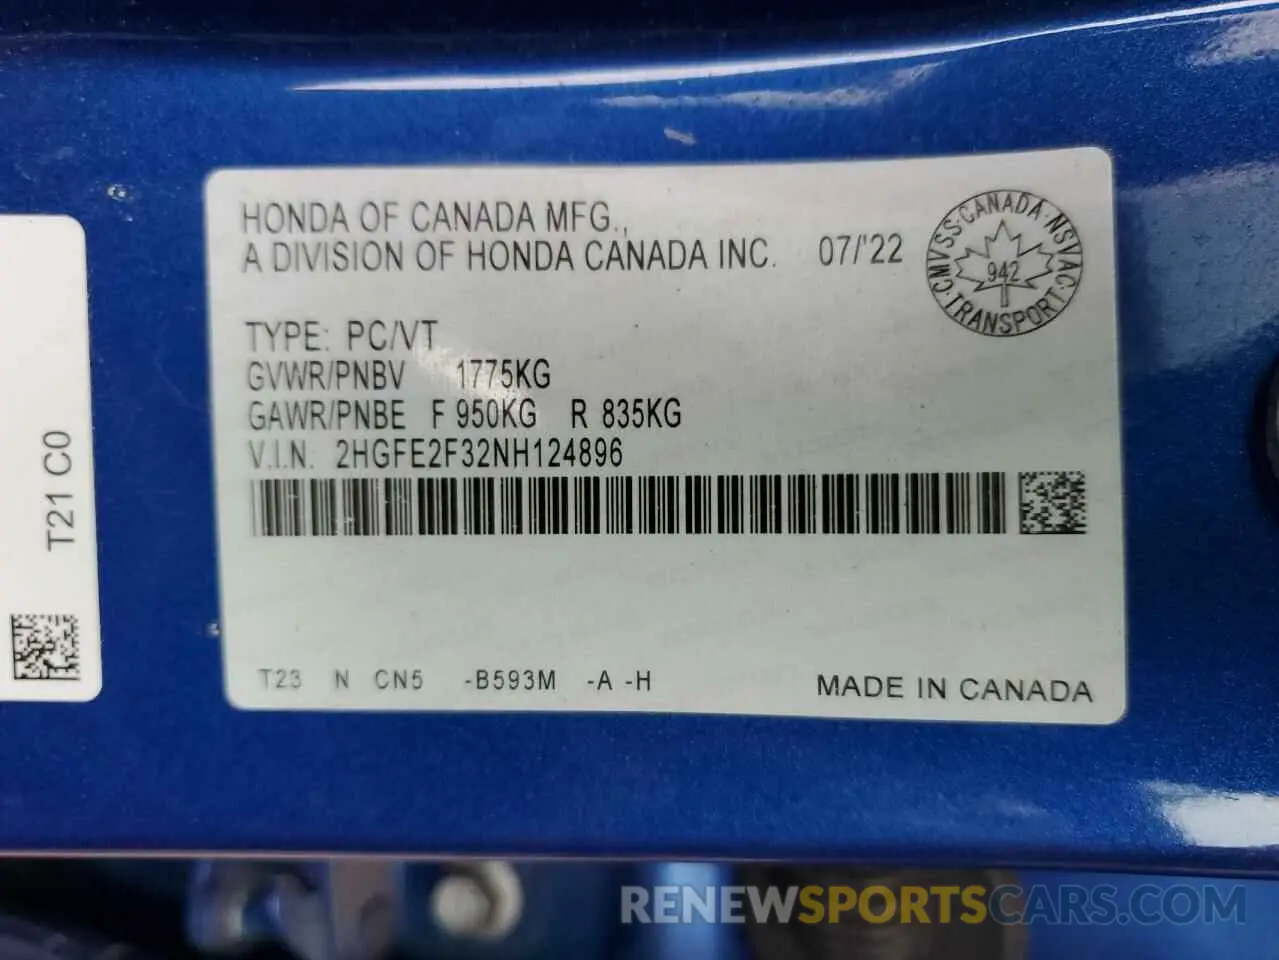 HONDA OF CANADA MFG.,
A DIVISION OF HONDA CANADA INC. 07/'22
CMVSS·CANADA·NSVAC·TRANSPORT·
942
TYPE: PC/VT
GVWR/PNBV 1775KG
GAWR/PNBE F 950KG R 835KG
V.I.N. 2HGFE2F32NH124896
T23 N CN5 -B593M -A -H
MADE IN CANADA
T21 C0
RENEWSPORTSCARS.COM